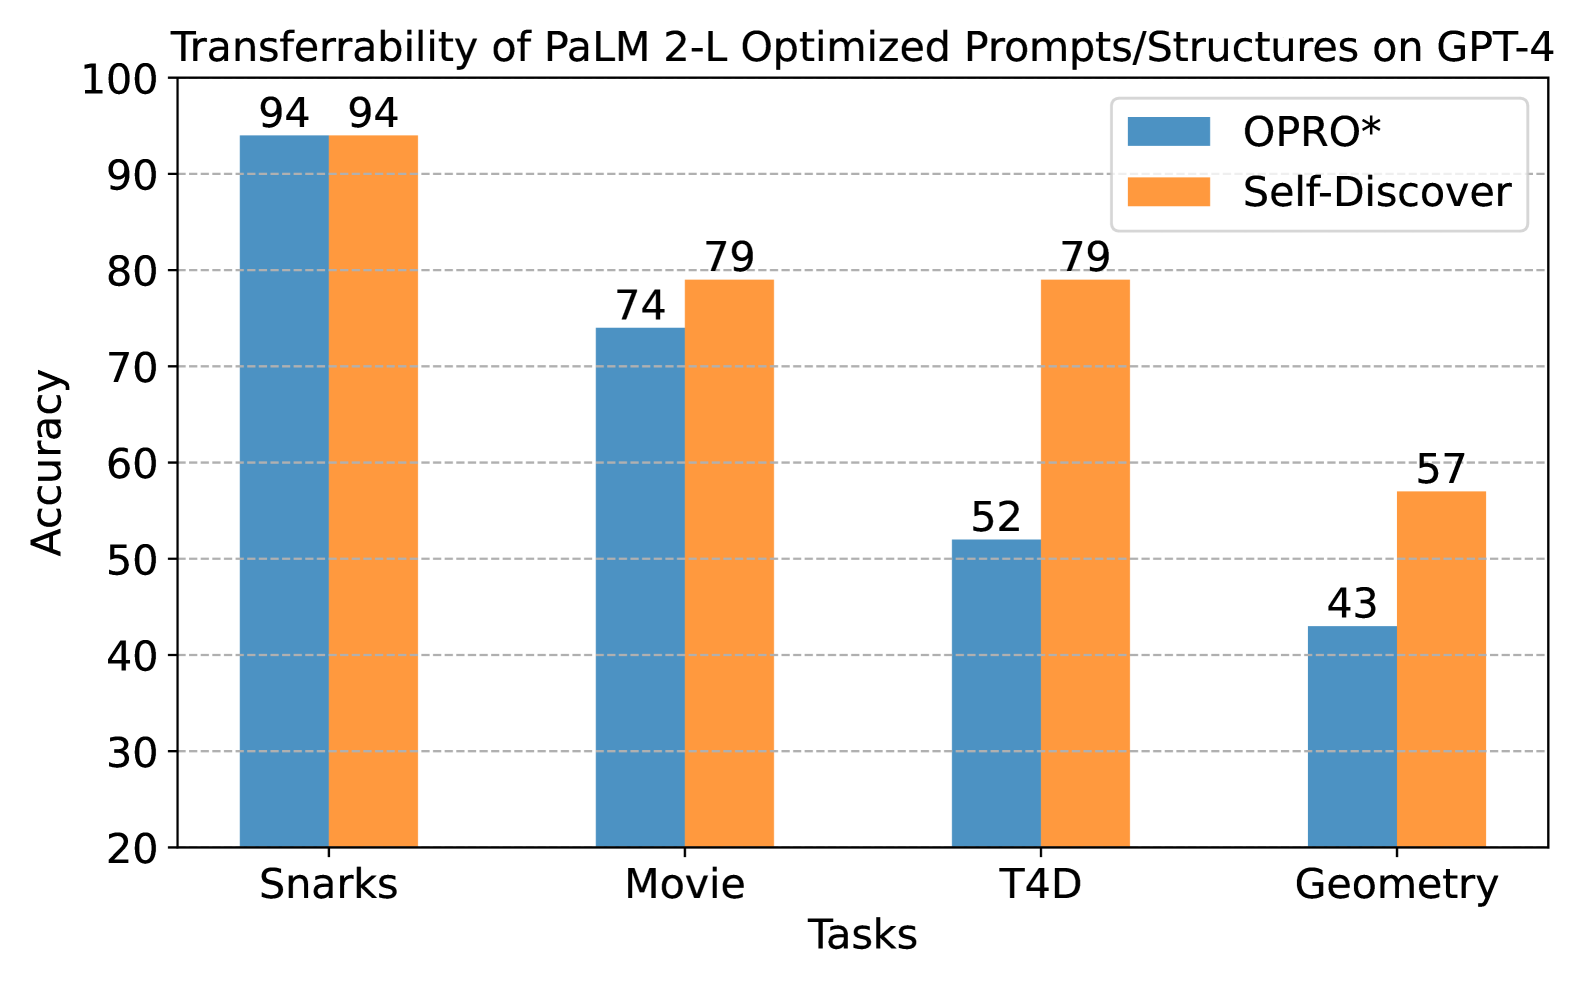 Transferrability of PaLM 2-L Optimized Prompts/Structures on GPT-4
OPRO*
Self-Discover
Accuracy
100
90
80
70
60
50
40
30
20
94 94
74 79
52 79
43 57
Snarks Movie T4D Geometry
Tasks